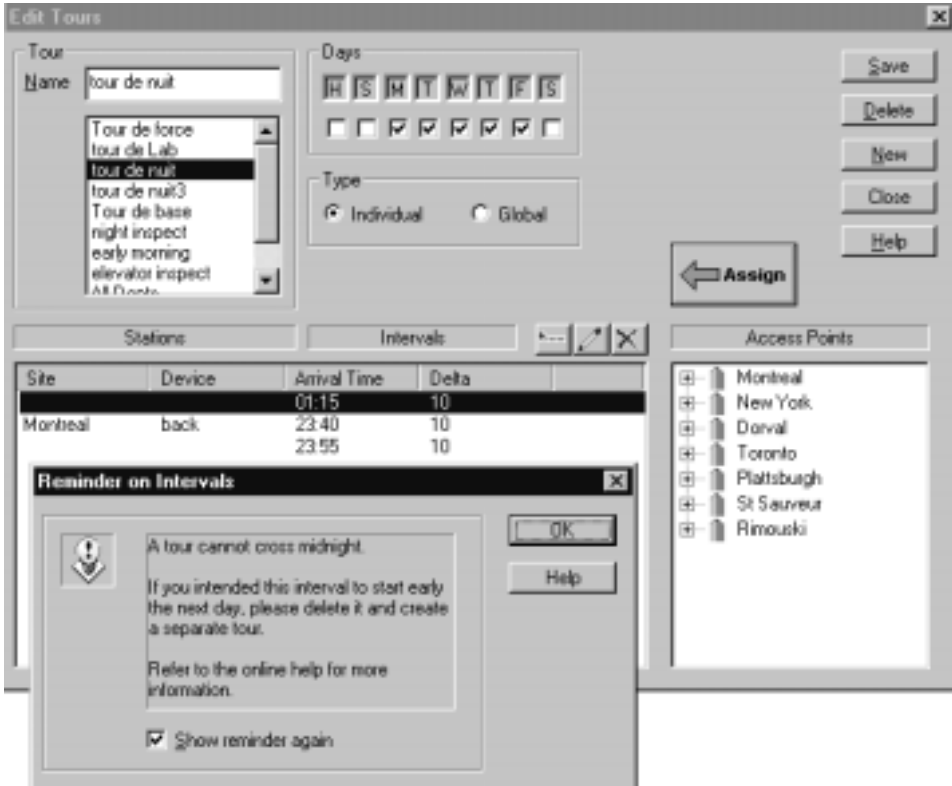 Edit Tours
Tour
Name tour de nuit
Tour de force
tour de Lab
tour de nuit
tour de nuit3
Tour de base
night inspect
early morning
elevator inspect
Days
H S M T W T F S
Type
Individual Global
Save
Delete
New
Close
Help
Assign
Stations Intervals
Site Device Arrival Time Delta
01:15 10
Montreal back 23:40 10
23:55 10
Access Points
Montreal
New York
Dorval
Toronto
Plattsburgh
St Sauveur
Rimouski
Reminder on Intervals
A tour cannot cross midnight.
If you intended this interval to start early
the next day, please delete it and create
a separate tour.
Refer to the online help for more
information.
Show reminder again
OK
Help